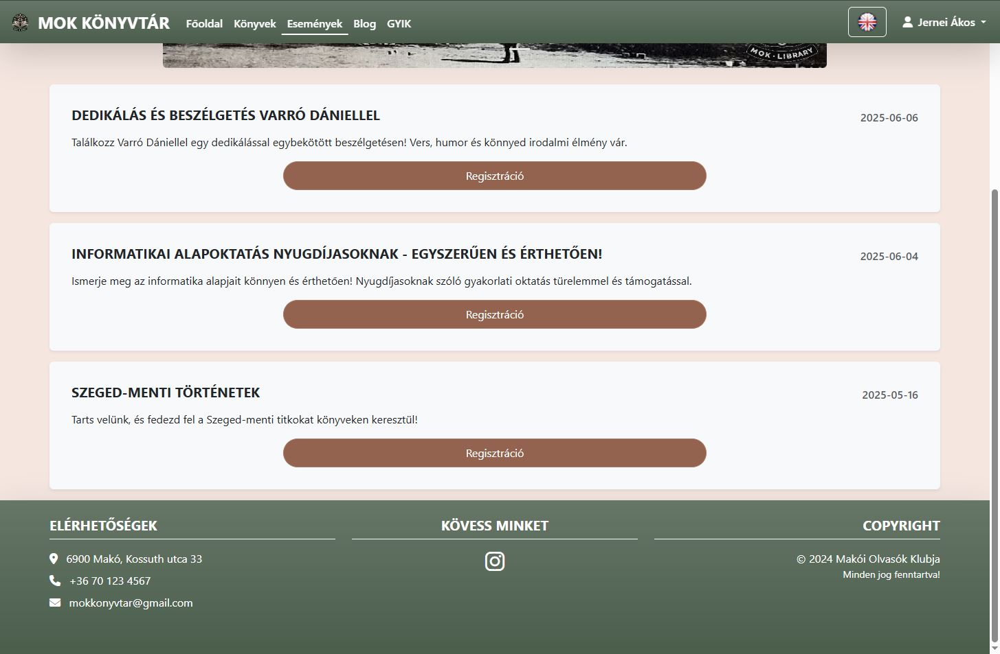 MOK KÖNYVTÁR Főoldal Könyvek Események Blog GYIK Jernei Ákos
MOK · LIBRARY
DEDIKÁLÁS ÉS BESZÉLGETÉS VARRÓ DÁNIELLEL
2025-06-06
Találkozz Varró Dániellel egy dedikálással egybekötött beszélgetésen! Vers, humor és könnyed irodalmi élmény vár.
Regisztráció
INFORMATIKAI ALAPOKTATÁS NYUGDÍJASOKNAK - EGYSZERŰEN ÉS ÉRTHETŐEN!
2025-06-04
Ismerje meg az informatika alapjait könnyen és érthetően! Nyugdíjasoknak szóló gyakorlati oktatás türelemmel és támogatással.
Regisztráció
SZEGED-MENTI TÖRTÉNETEK
2025-05-16
Tarts velünk, és fedezd fel a Szeged-menti titkokat könyveken keresztül!
Regisztráció
ELÉRHETŐSÉGEK
6900 Makó, Kossuth utca 33
+36 70 123 4567
mokkonyvtar@gmail.com
KÖVESS MINKET
COPYRIGHT
© 2024 Makói Olvasók Klubja
Minden jog fenntartva!